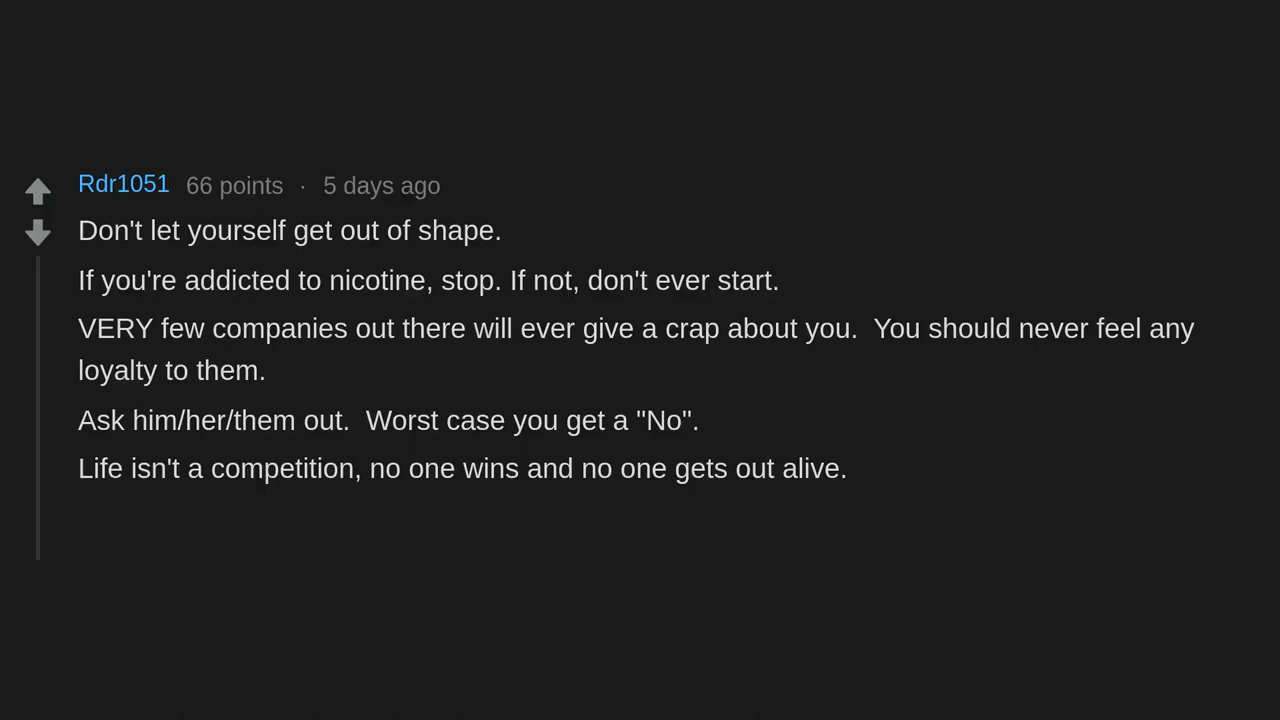 Rdr1051 66 points · 5 days ago
Don't let yourself get out of shape.
If you're addicted to nicotine, stop. If not, don't ever start.
VERY few companies out there will ever give a crap about you.  You should never feel any
loyalty to them.
Ask him/her/them out.  Worst case you get a "No".
Life isn't a competition, no one wins and no one gets out alive.